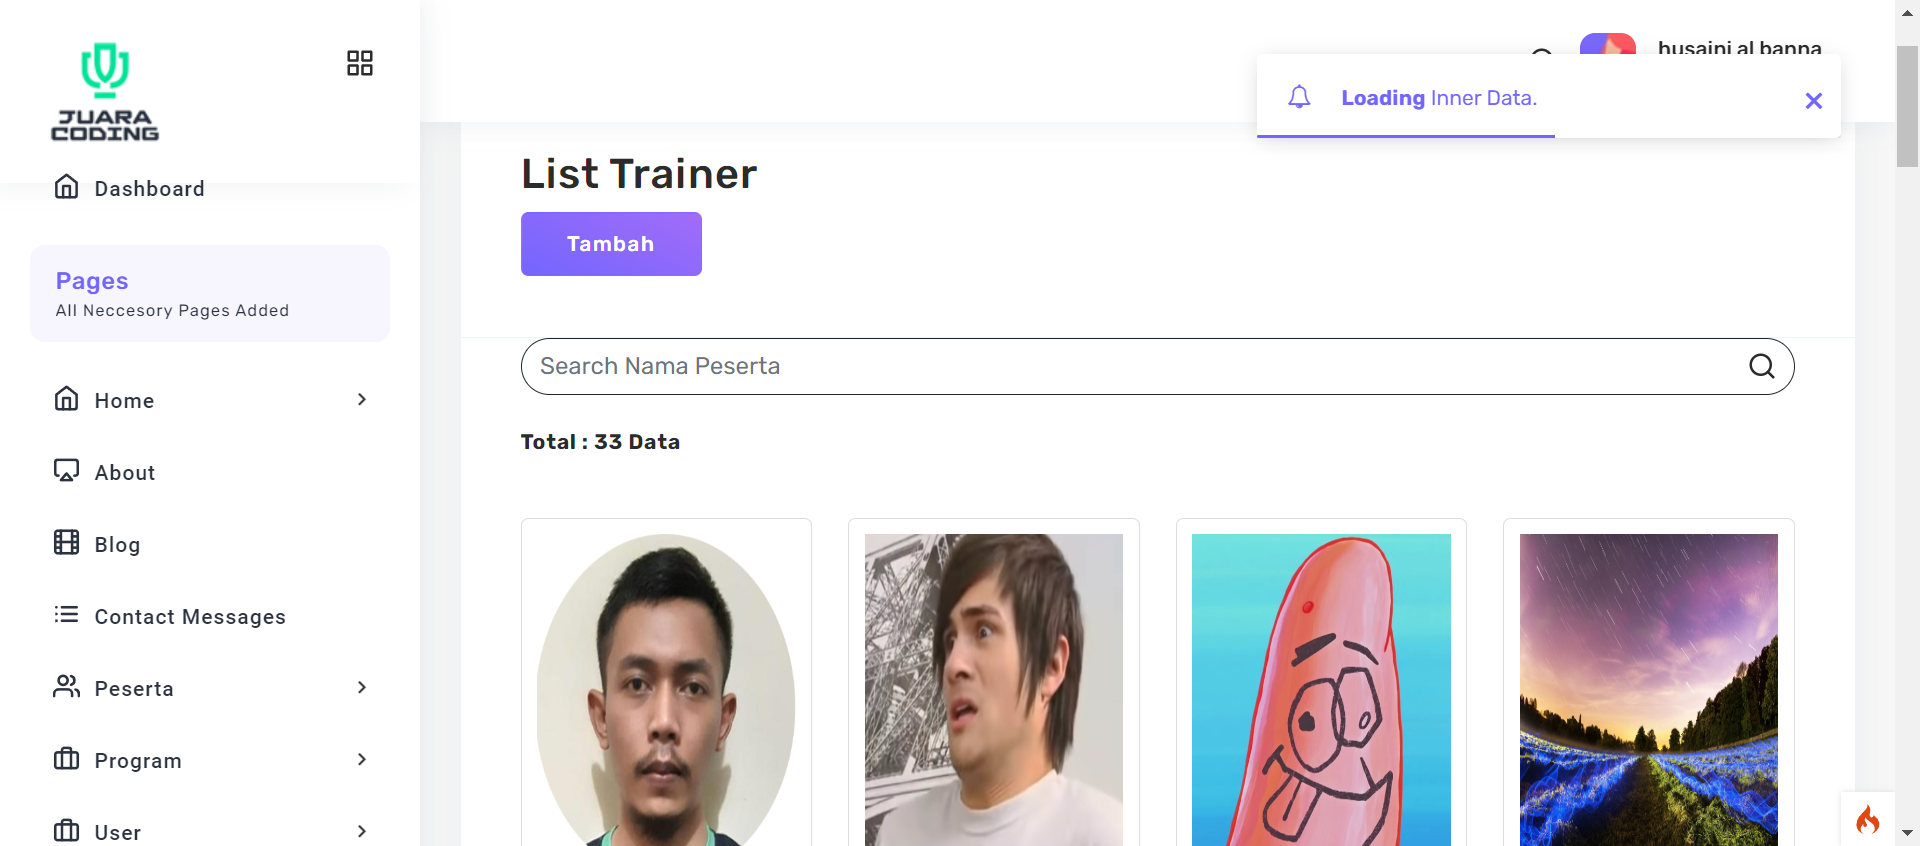 JUARA
CODING
Dashboard
Pages
All Neccesory Pages Added
Home
About
Blog
Contact Messages
Peserta
Program
User
husaini al banna
Loading Inner Data.
List Trainer
Tambah
Search Nama Peserta
Total : 33 Data